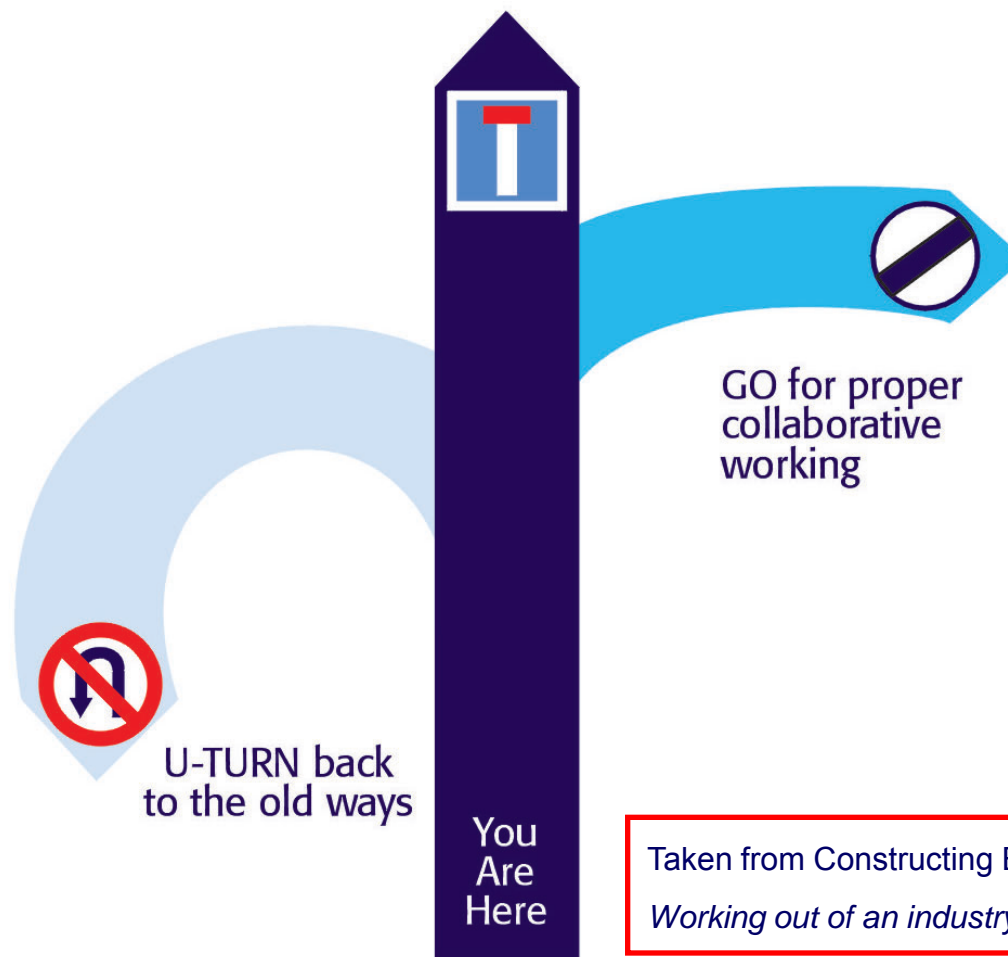 GO for proper
collaborative
working
U-TURN back
to the old ways
You
Are
Here
Taken from Constructing
Working out of an industry